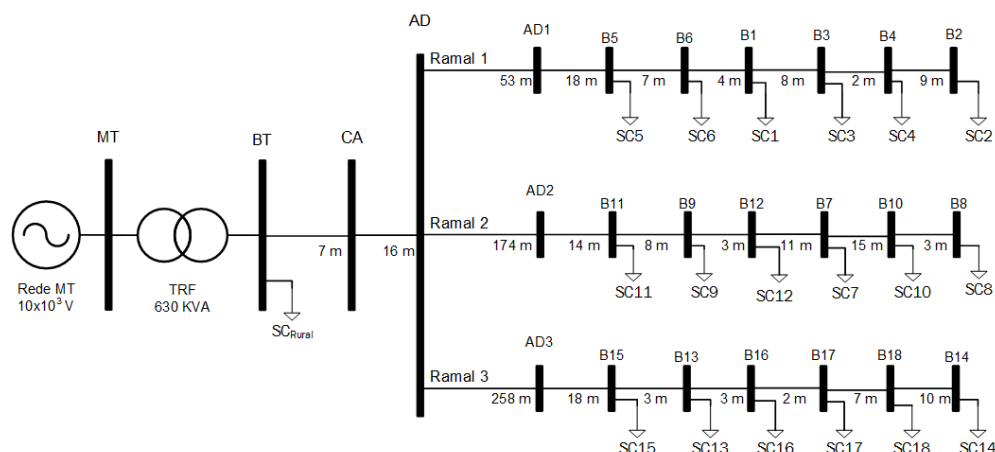 AD
Ramal 1
AD1
B5
B6
B1
B3
B4
B2
53 m
18 m
7 m
4 m
8 m
2 m
9 m
SC5
SC6
SC1
SC3
SC4
SC2
MT
BT
CA
7 m
16 m
Rede MT
10x10³ V
TRF
630 KVA
SCRural
Ramal 2
AD2
B11
B9
B12
B7
B10
B8
174 m
14 m
8 m
3 m
11 m
15 m
3 m
SC11
SC9
SC12
SC7
SC10
SC8
Ramal 3
AD3
B15
B13
B16
B17
B18
B14
258 m
18 m
3 m
3 m
2 m
7 m
10 m
SC15
SC13
SC16
SC17
SC18
SC14